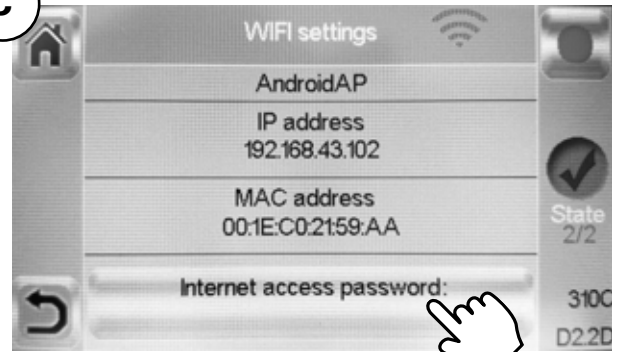 WIFI settings
AndroidAP
IP address
192.168.43.102
MAC address
00:1E:C0:21:59:AA
State
2/2
Internet access password:
310C
D2.2D